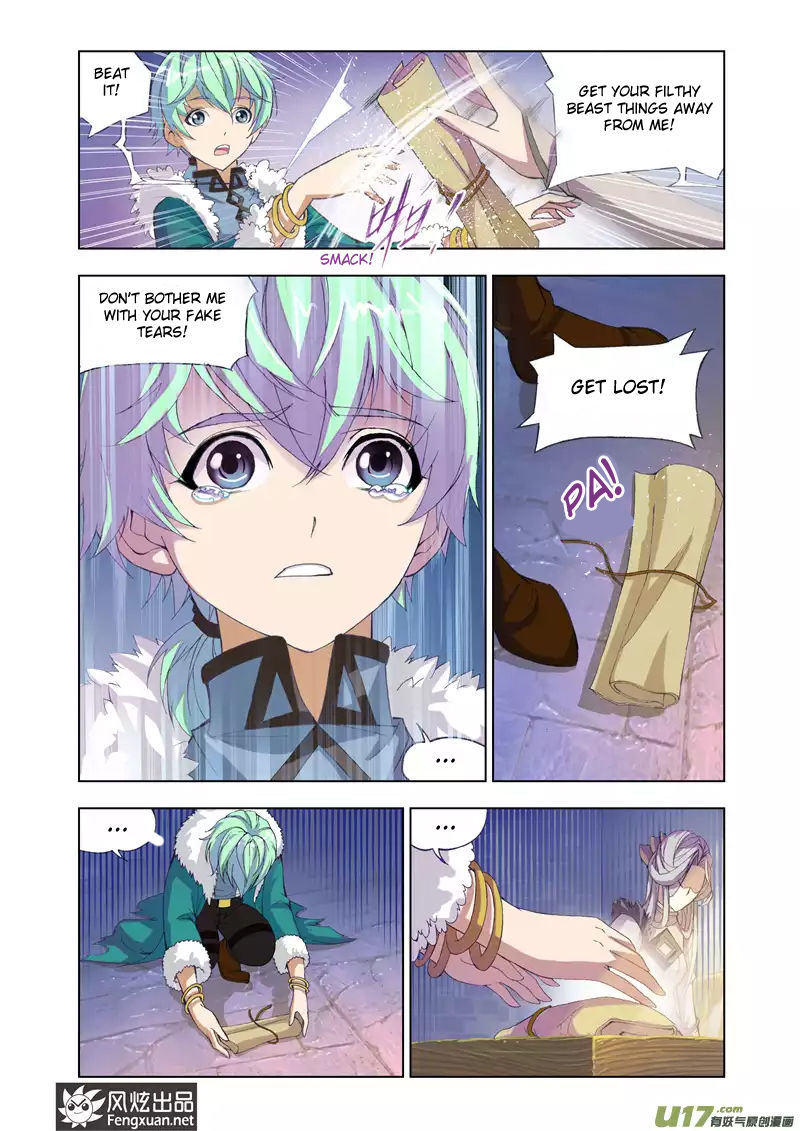 BEAT
IT!
GET YOUR FILTHY
BEAST THINGS AWAY
FROM ME!
SMACK!
DON'T BOTHER ME
WITH YOUR FAKE
TEARS!
...
GET LOST!
PA!
...
...
风炫出品
Fengxuan.net
U17.com
有妖气原创漫画